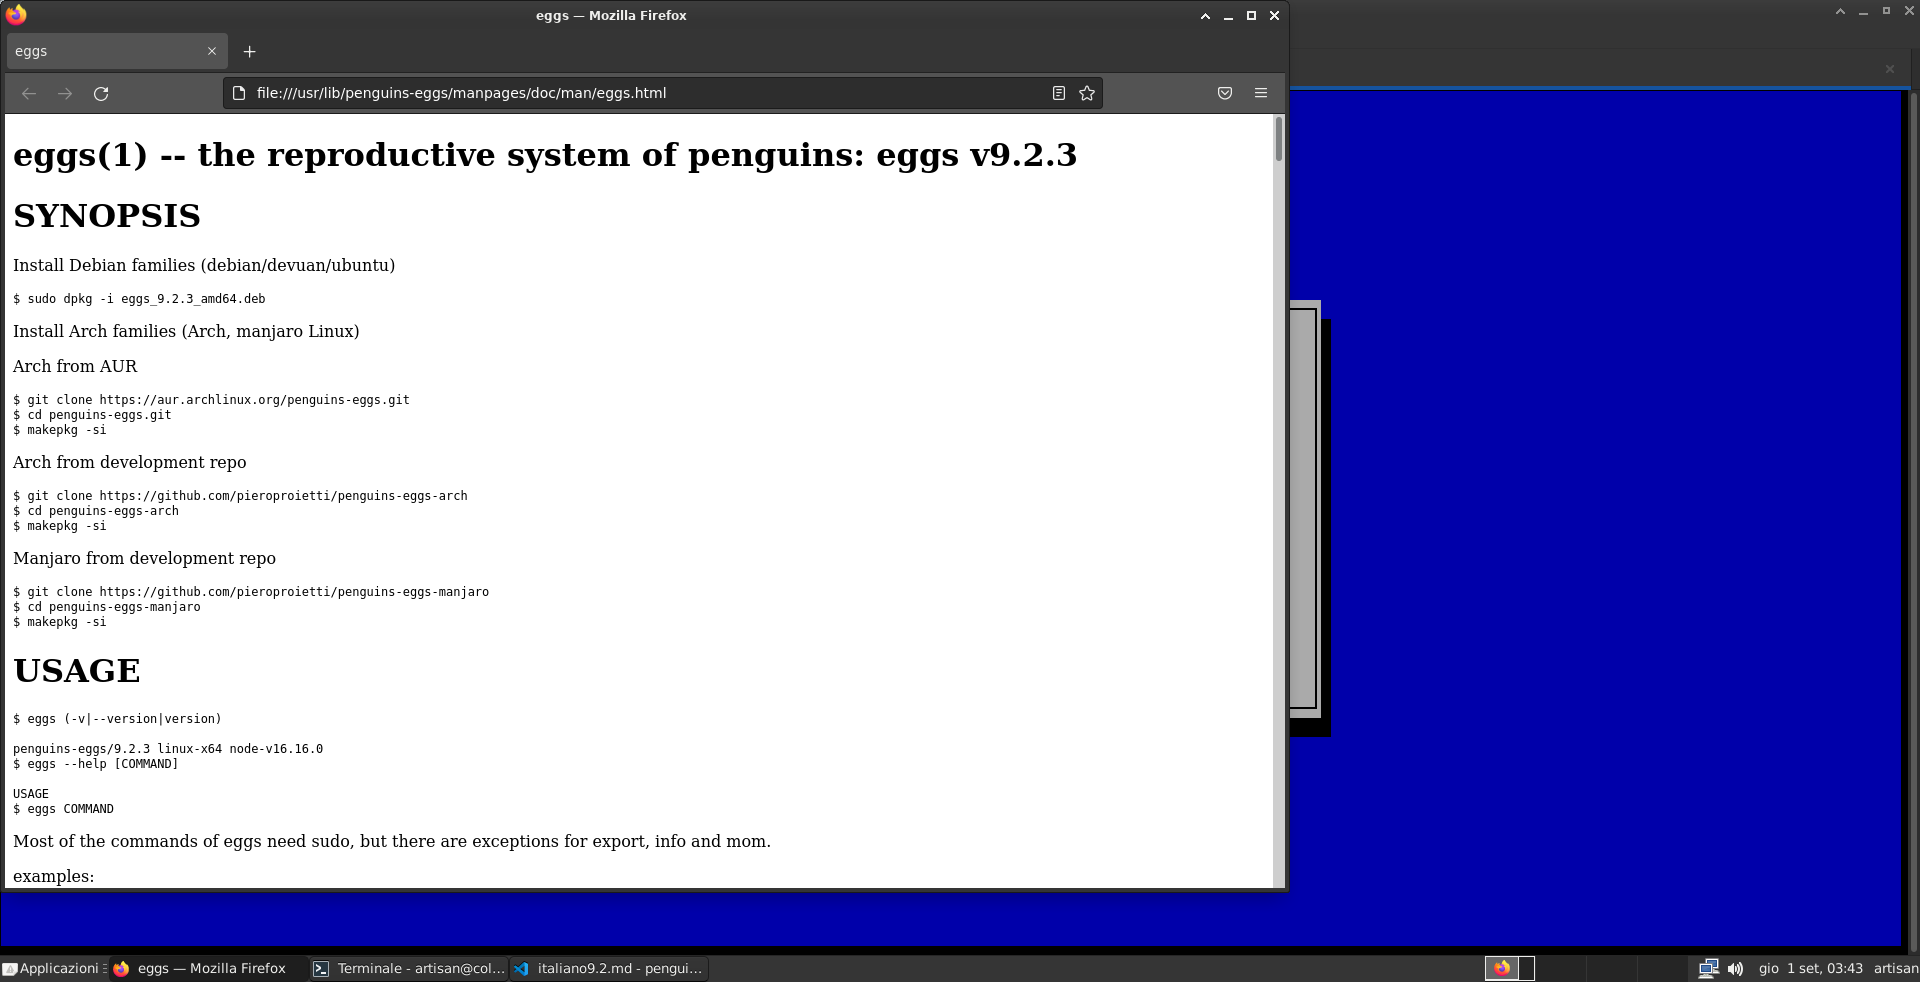 eggs — Mozilla Firefox
eggs
file:///usr/lib/penguins-eggs/manpages/doc/man/eggs.html
eggs(1) -- the reproductive system of penguins: eggs v9.2.3
SYNOPSIS
Install Debian families (debian/devuan/ubuntu)
$ sudo dpkg -i eggs_9.2.3_amd64.deb
Install Arch families (Arch, manjaro Linux)
Arch from AUR
$ git clone https://aur.archlinux.org/penguins-eggs.git
$ cd penguins-eggs.git
$ makepkg -si
Arch from development repo
$ git clone https://github.com/pieroproietti/penguins-eggs-arch
$ cd penguins-eggs-arch
$ makepkg -si
Manjaro from development repo
$ git clone https://github.com/pieroproietti/penguins-eggs-manjaro
$ cd penguins-eggs-manjaro
$ makepkg -si
USAGE
$ eggs (-v|--version|version)
penguins-eggs/9.2.3 linux-x64 node-v16.16.0
$ eggs --help [COMMAND]
USAGE
$ eggs COMMAND
Most of the commands of eggs need sudo, but there are exceptions for export, info and mom.
examples:
Applicazioni
eggs — Mozilla Firefox
Terminale - artisan@col...
italiano9.2.md - pengui...
gio 1 set, 03:43
artisan